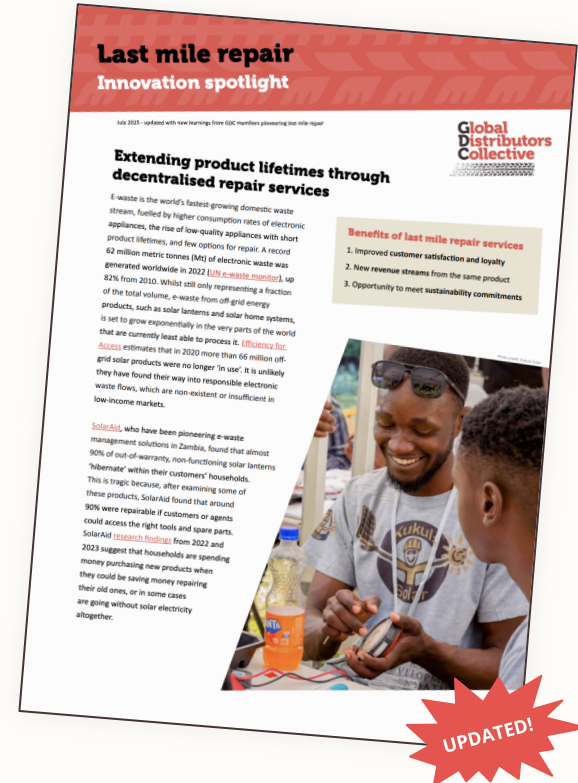 Last mile repair
Innovation spotlight
July 2025 - updated with new learnings from GDC members pioneering last mile repair
Global
Distributors
Collective
Extending product lifetimes through
decentralised repair services
E-waste is the world's fastest-growing domestic waste
stream, fuelled by higher consumption rates of electronic
appliances, the rise of low-quality appliances with short
product lifetimes, and few options for repair. A record
62 million metric tonnes (Mt) of electronic waste was
generated worldwide in 2022 (UN e-waste monitor), up
82% from 2010. Whilst still only representing a fraction
of the total volume, e-waste from off-grid energy
products, such as solar lanterns and solar home systems,
is set to grow exponentially in the very parts of the world
that are currently least able to process it. Efficiency for
Access estimates that in 2020 more than 66 million off-
grid solar products were no longer 'in use'. It is unlikely
they have found their way into responsible electronic
waste flows, which are non-existent or insufficient in
low-income markets.
SolarAid, who have been pioneering e-waste
management solutions in Zambia, found that almost
90% of out-of-warranty, non-functioning solar lanterns
'hibernate' within their customers' households.
This is tragic because, after examining some of
these products, SolarAid found that around
90% were repairable if customers or agents
could access the right tools and spare parts.
SolarAid research findings from 2022 and
2023 suggest that households are spending
money purchasing new products when
they could be saving money repairing
their old ones, or in some cases
are going without solar electricity
altogether.
Benefits of last mile repair services
1. Improved customer satisfaction and loyalty
2. New revenue streams from the same product
3. Opportunity to meet sustainability commitments
Yukul
Solar
FANTA
UPDATED!